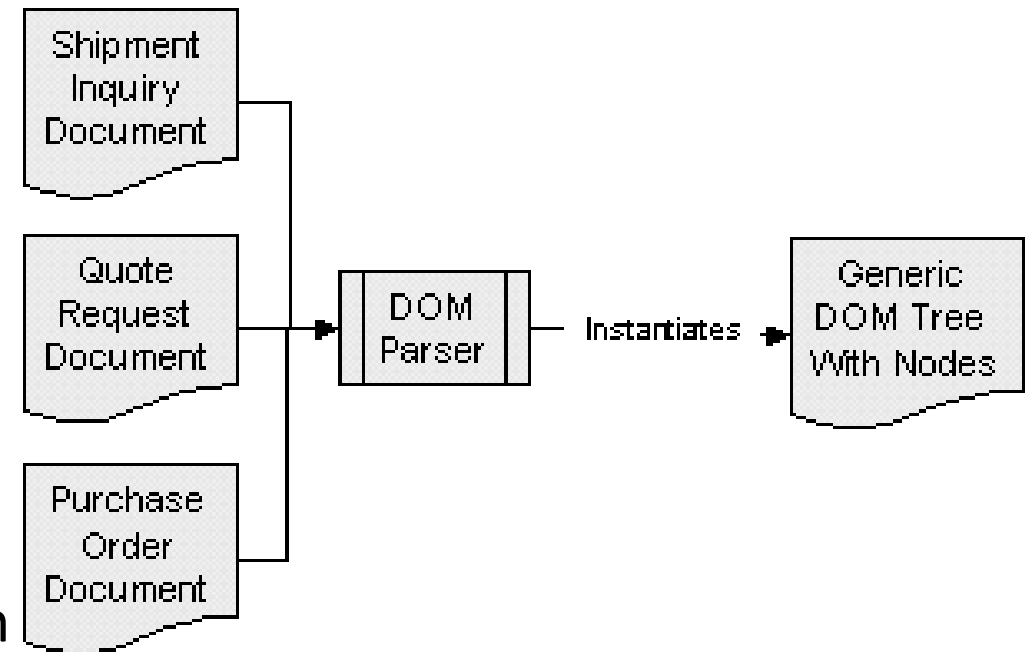 Shipment
Inquiry
Document
Quote
Request
Document
DOM
Parser
Instantiates
Generic
DOM Tree
With Nodes
Purchase
Order
Document